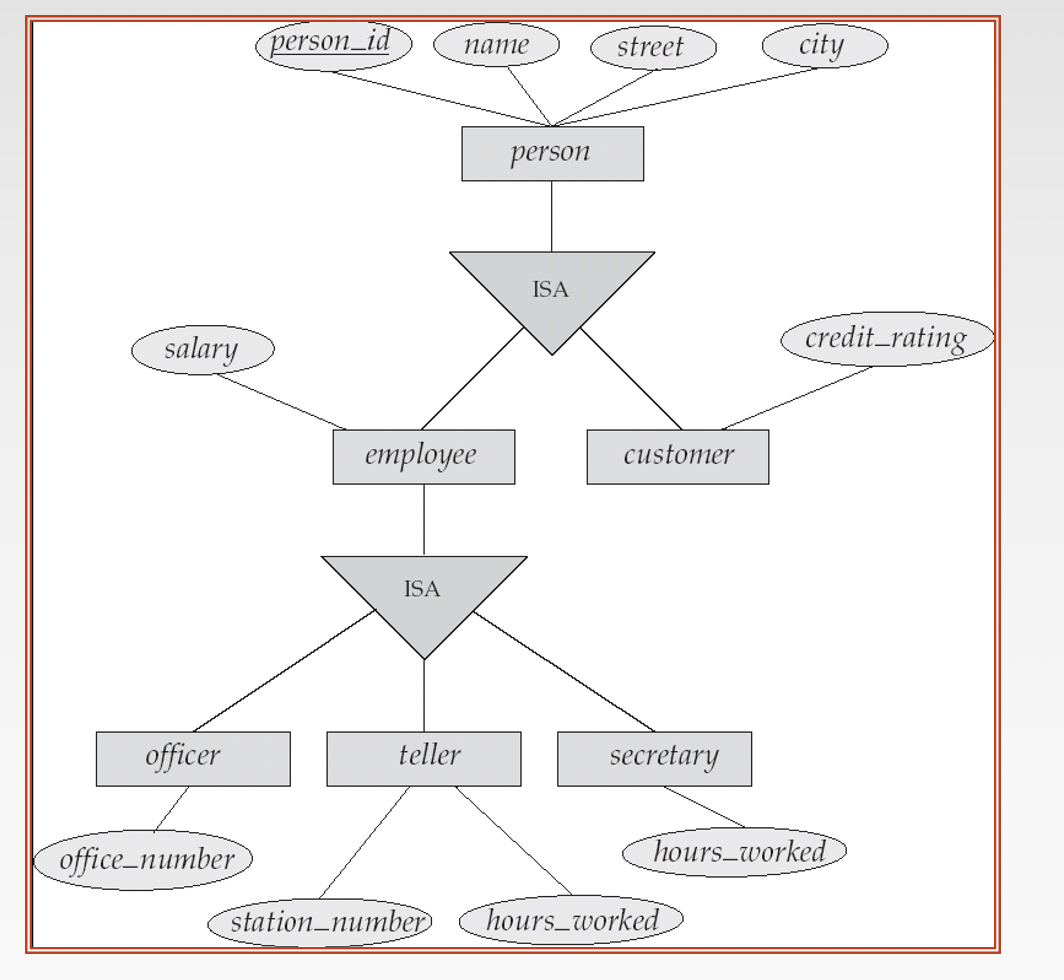 person_id
name
street
city
person
ISA
salary
credit_rating
employee
customer
ISA
officer
teller
secretary
office_number
hours_worked
station_number
hours_worked